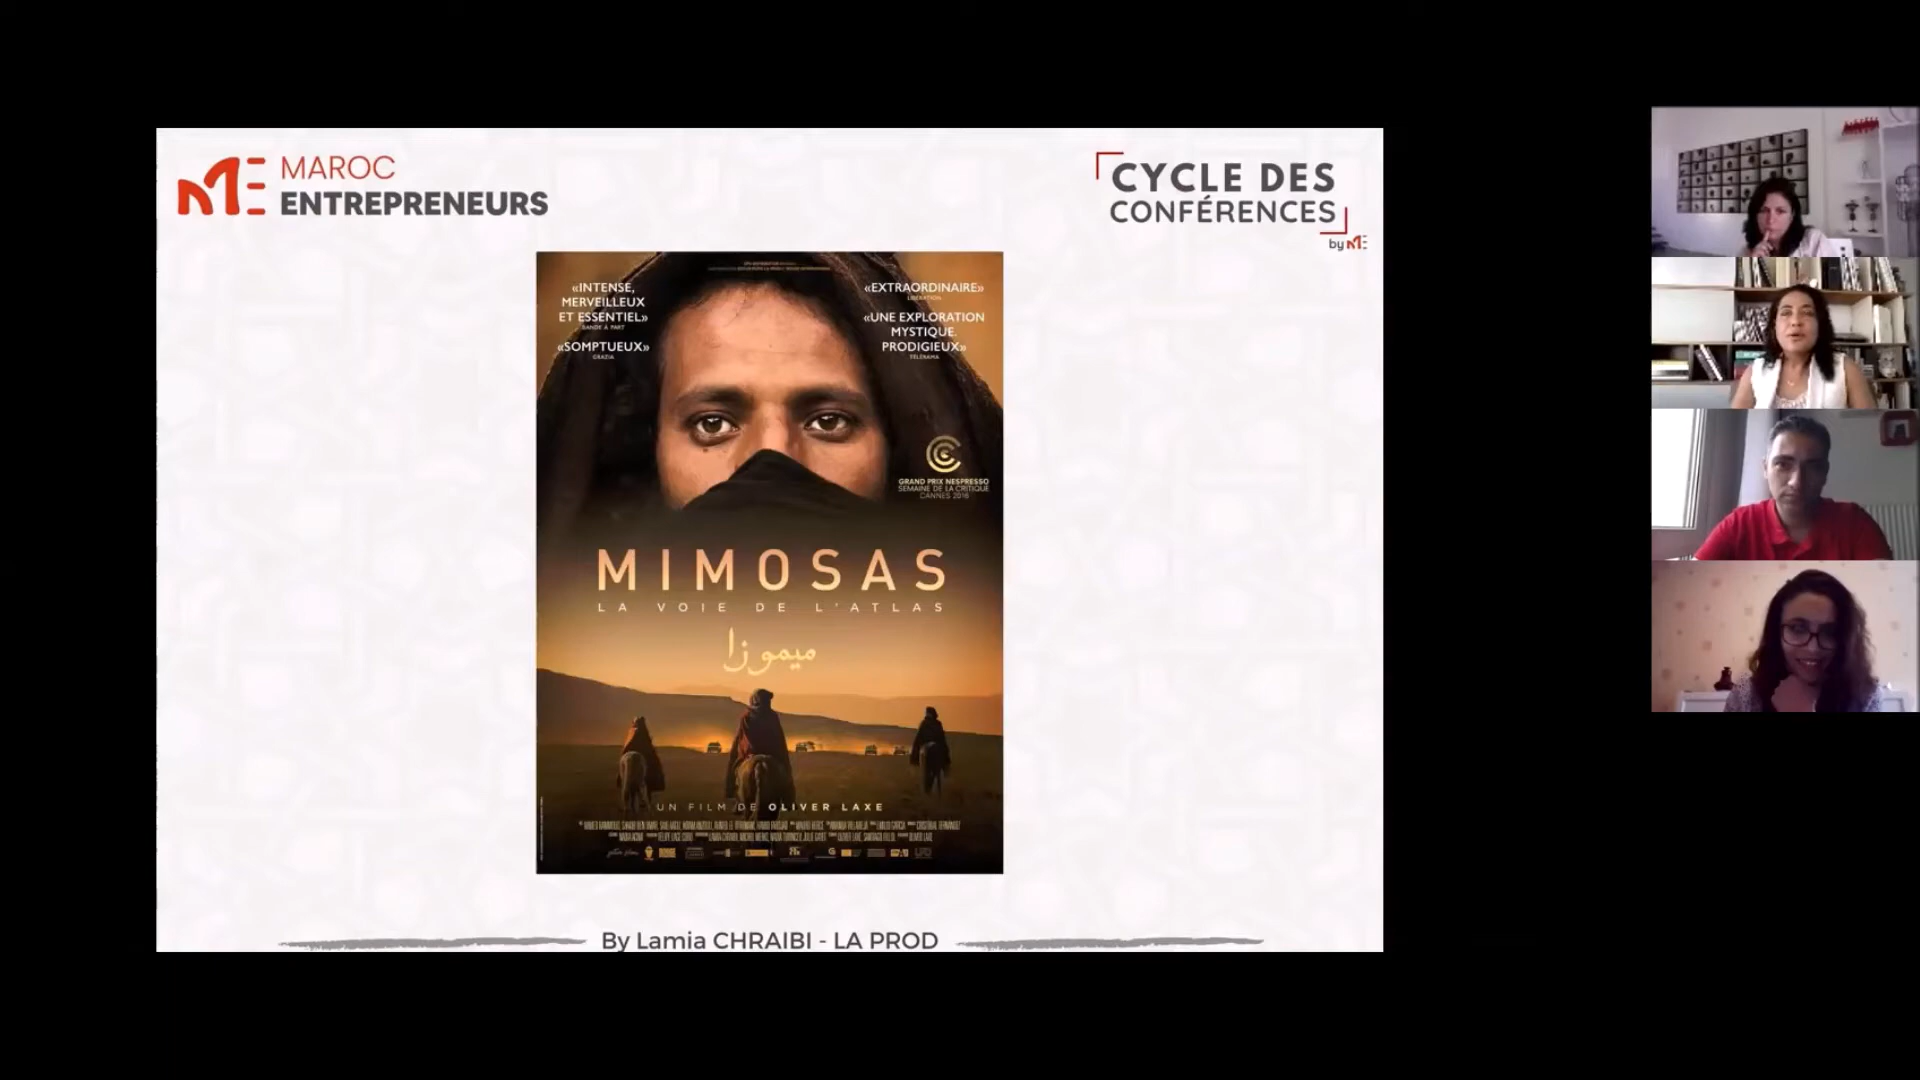 MAROC
ENTREPRENEURS
CYCLE DES
CONFÉRENCES
by ME
«INTENSE,
MERVEILLEUX
ET ESSENTIEL»
BANDE À PART
«SOMPTUEUX»
GRAZIA
«EXTRAORDINAIRE»
LIBÉRATION
«UNE EXPLORATION
MYSTIQUE.
PRODIGIEUX»
TÉLÉRAMA
GRAND PRIX NESPRESSO
SEMAINE DE LA CRITIQUE
CANNES 2016
MIMOSAS
LA VOIE DE L'ATLAS
ميموزا
UN FILM DE OLIVER LAXE
By Lamia CHRAIBI - LA PROD